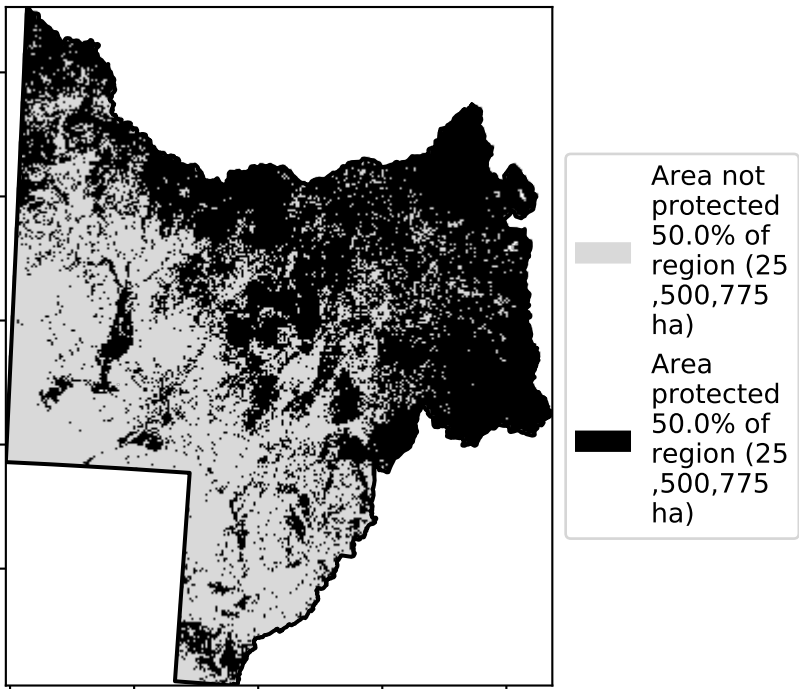 Area not
protected
50.0% of
region (25
,500,775
ha)
Area
protected
50.0% of
region (25
,500,775
ha)